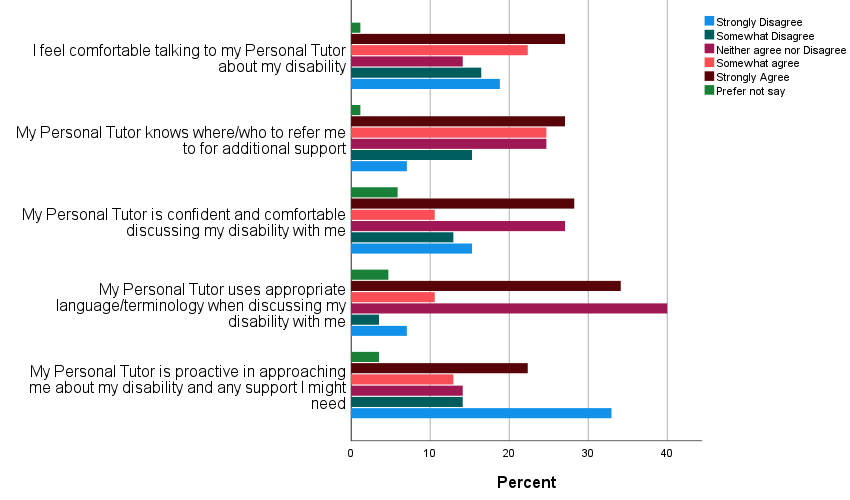 I feel comfortable talking to my Personal Tutor
about my disability
My Personal Tutor knows where/who to refer me
to for additional support
My Personal Tutor is confident and comfortable
discussing my disability with me
My Personal Tutor uses appropriate
language/terminology when discussing my
disability with me
My Personal Tutor is proactive in approaching
me about my disability and any support I might
need
0 10 20 30 40
Percent
Strongly Disagree
Somewhat Disagree
Neither agree nor Disagree
Somewhat agree
Strongly Agree
Prefer not say